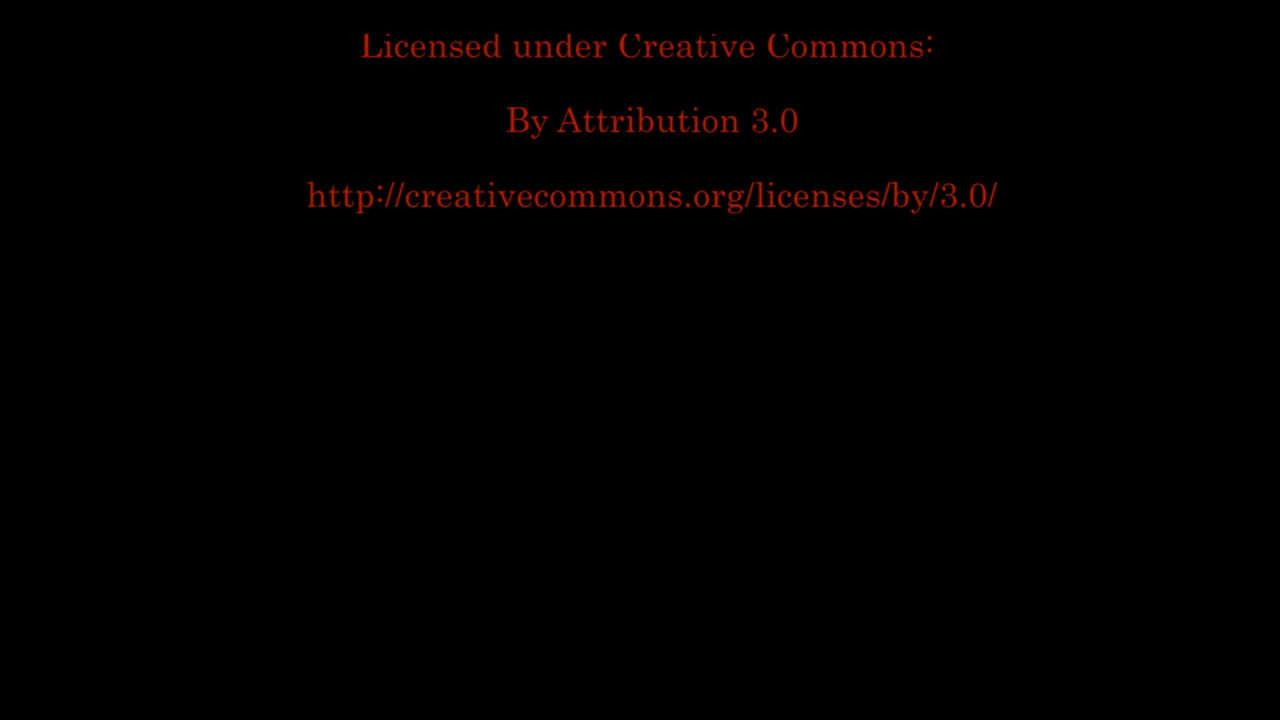 Licensed under Creative Commons:
By Attribution 3.0
http://creativecommons.org/licenses/by/3.0/